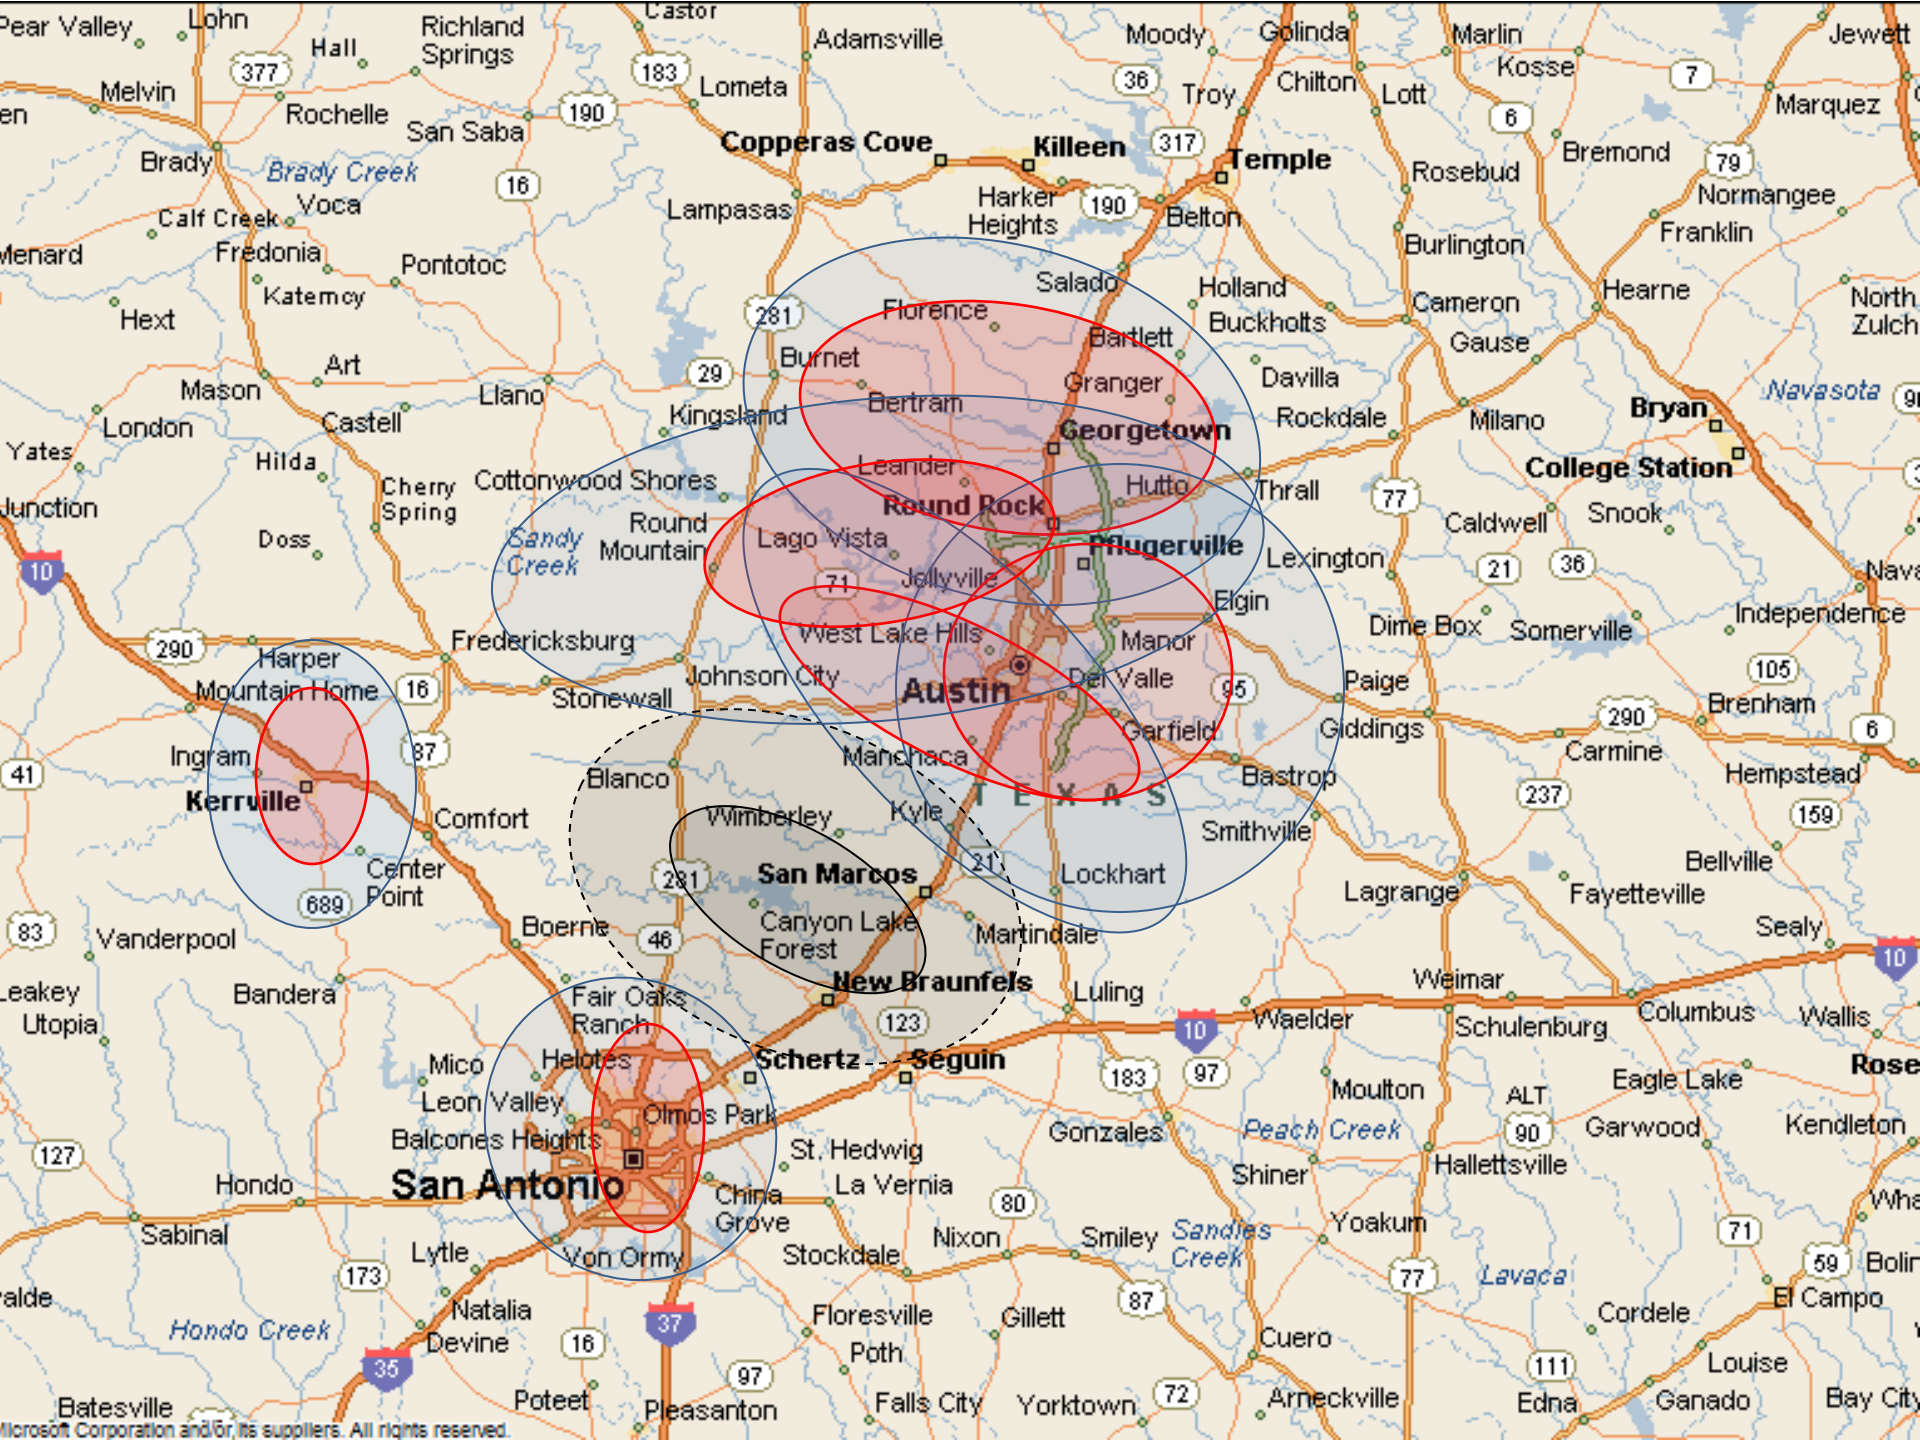 Pear Valley
Lohn
Hall
Richland
Springs
Castor
Adamsville
Moody
Golinda
Marlin
Jewett
377
183
36
Kosse
7
Melvin
Rochelle
190
Lometa
Troy
Chilton
Lott
6
Marquez
en
San Saba
Copperas Cove
Killeen
317
Temple
Bremond
79
Brady
Brady Creek
16
Rosebud
Normangee
Calf Creek
Voca
Lampasas
Harker
Heights
190
Belton
Franklin
Menard
Fredonia
Pontotoc
Burlington
Katemcy
Salado
Holland
Cameron
Hearne
North
Zulch
Hext
281
Florence
Buckholts
Bartlett
Gause
Art
Burnet
29
Granger
Davilla
Navasota
Mason
Llano
Kingsland
Bertram
Rockdale
Milano
Bryan
London
Castell
Georgetown
Yates
Hilda
Leander
College Station
Cherry
Spring
Cottonwood Shores
Hutto
Thrall
77
Junction
Round Rock
Caldwell
Snook
Round
Mountain
Doss
Sandy
Creek
Lago Vista
Pflugerville
Lexington
21
36
10
71
Jollyville
Elgin
Nava
Independence
290
Fredericksburg
West Lake Hills
Manor
Dime Box
Somerville
Harper
Johnson City
Del Valle
105
Mountain Home
16
Stonewall
Austin
95
Paige
Brenham
Garfield
Giddings
290
6
Ingram
87
Blanco
Manchaca
Carmine
41
Bastrop
Hempstead
Kerrville
TEXAS
237
Comfort
Wimberley
Kyle
Smithville
159
Center
Point
281
San Marcos
21
Lockhart
Bellville
689
Lagrange
Fayetteville
83
Vanderpool
Boerne
46
Canyon Lake
Forest
Martindale
Sealy
10
Leakey
Bandera
Fair Oaks
Ranch
New Braunfels
Luling
Weimar
Utopia
123
10
Waelder
Schulenburg
Columbus
Wallis
Mico
Helotes
Schertz
Seguin
183
97
Moulton
Eagle Lake
Rose
Leon Valley
Olmos Park
ALT
90
Garwood
Kendleton
Balcones Heights
127
St. Hedwig
Gonzales
Peach Creek
Shiner
Hallettsville
Hondo
San Antonio
China
Grove
La Vernia
80
Wha
Sabinal
Lytle
Von Ormy
Stockdale
Nixon
Smiley
Sandies
Creek
Yoakum
71
59
Bolin
173
77
Lavaca
valde
Natalia
37
Floresville
Gillett
87
El Campo
Hondo Creek
Devine
16
Cordele
35
Poth
Cuero
111
Louise
Batesville
Poteet
97
Pleasanton
Falls City
Yorktown
72
Arneckville
Edna
Ganado
Bay City
Microsoft Corporation and/or its suppliers. All rights reserved.